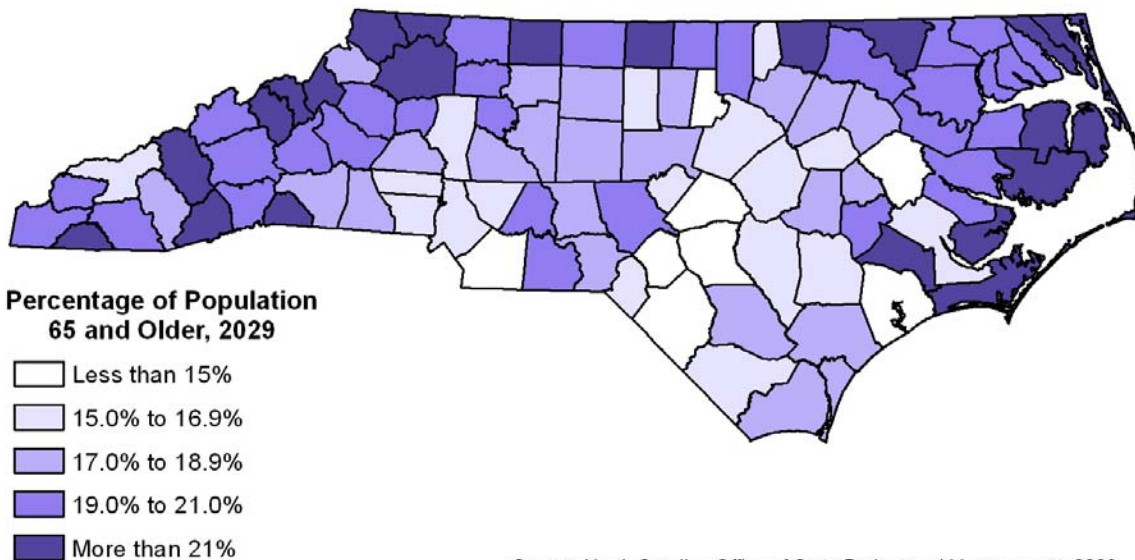 Percentage of Population
65 and Older, 2029
Less than 15%
15.0% to 16.9%
17.0% to 18.9%
19.0% to 21.0%
More than 21%